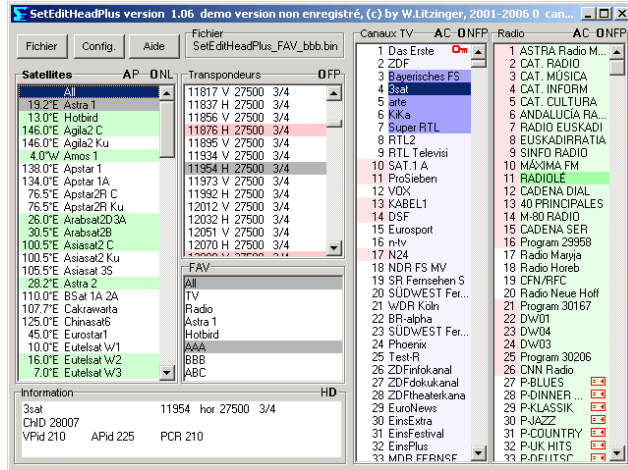 SetEditHeadPlus version 1.06 demo version non enregistré, (c) by W.Litzinger, 2001-2006 0 can...
Fichier
Config.
Aide
Fichier
SetEditHeadPlus_FAV_bbb.bin
Satellites AP ONL
All
19.2°E Astra 1
13.0°E Hotbird
146.0°E Agila2 C
146.0°E Agila2 Ku
4.0°W Amos 1
138.0°E Apstar 1
134.0°E Apstar 1A
76.5°E Apstar2R C
76.5°E Apstar2R Ku
26.0°E Arabsat2D3A
30.5°E Arabsat2B
100.5°E Asiasat2 C
100.5°E Asiasat2 Ku
105.5°E Asiasat 3S
28.2°E Astra 2
110.0°E BSat 1A 2A
107.7°E Cakrawarta
125.0°E Chinasat6
45.0°E Eurostar1
10.0°E Eutelsat W1
16.0°E Eutelsat W2
7.0°E Eutelsat W3
Transpondeurs OFP
11817 V 27500 3/4
11837 H 27500 3/4
11856 V 27500 3/4
11876 H 27500 3/4
11895 V 27500 3/4
11934 V 27500 3/4
11954 H 27500 3/4
11973 V 27500 3/4
11992 H 27500 3/4
12012 V 27500 3/4
12032 H 27500 3/4
12051 V 27500 3/4
12070 H 27500 3/4
FAV
All
TV
Radio
Astra 1
Hotbird
AAA
BBB
ABC
Information HD
3sat 11954 hor 27500 3/4
ChID 28007
VPid 210 APid 225 PCR 210
Canaux TV AC ONFP
1 Das Erste
2 ZDF
3 Bayerisches FS
4 3sat
5 arte
6 KiKa
7 Super RTL
8 RTL2
9 RTL Televisi
10 SAT.1 A
11 ProSieben
12 VOX
13 KABEL1
14 DSF
15 Eurosport
16 n-tv
17 N24
18 NDR FS MV
19 SR Fernsehen S
20 SÜDWEST Fer...
21 WDR Köln
22 BR-alpha
23 SÜDWEST Fer...
24 Phoenix
25 Test-R
26 ZDFinfokanal
27 ZDFdokukanal
28 ZDFtheaterkana
29 EuroNews
30 EinsExtra
31 EinsFestival
32 EinsPlus
33 MDR FERNSE
Radio AC ONFP
1 ASTRA Radio M...
2 CAT. RADIO
3 CAT. MÚSICA
4 CAT. INFORM
5 CAT. CULTURA
6 ANDALUCÍA RA...
7 RADIO EUSKADI
8 EUSKADIRRATIA
9 SINFO RADIO
10 MÁXIMA FM
11 RADIOLÉ
12 CADENA DIAL
13 40 PRINCIPALES
14 M-80 RADIO
15 CADENA SER
16 Program 29958
17 Radio Maryja
18 Radio Horeb
19 CFN/RFC
20 Radio Neue Hoff
21 Program 30167
22 DW01
23 DW04
24 DW03
25 Program 30206
26 CNN Radio
27 P-BLUES
28 P-DINNER ...
29 P-KLASSIK
30 P-JAZZ
31 P-COUNTRY
32 P-UK HITS
33 P-DEUTSC